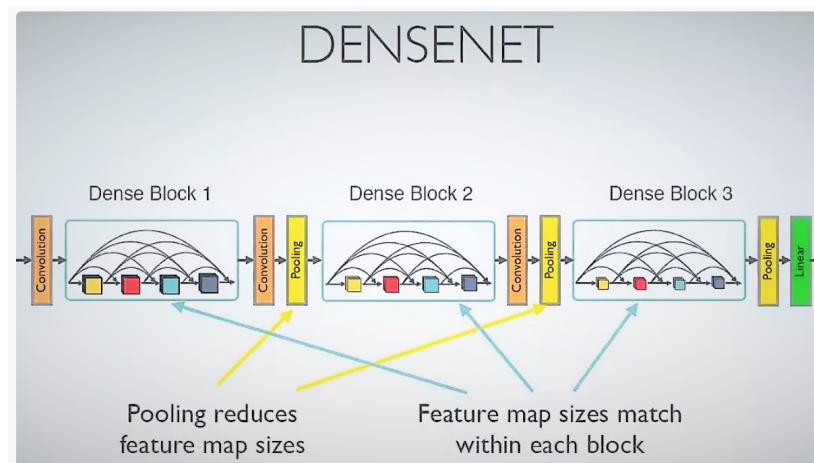 DENSENET
Dense Block 1
Dense Block 2
Dense Block 3
Convolution
Convolution
Pooling
Convolution
Pooling
Pooling
Linear
Pooling reduces
feature map sizes
Feature map sizes match
within each block